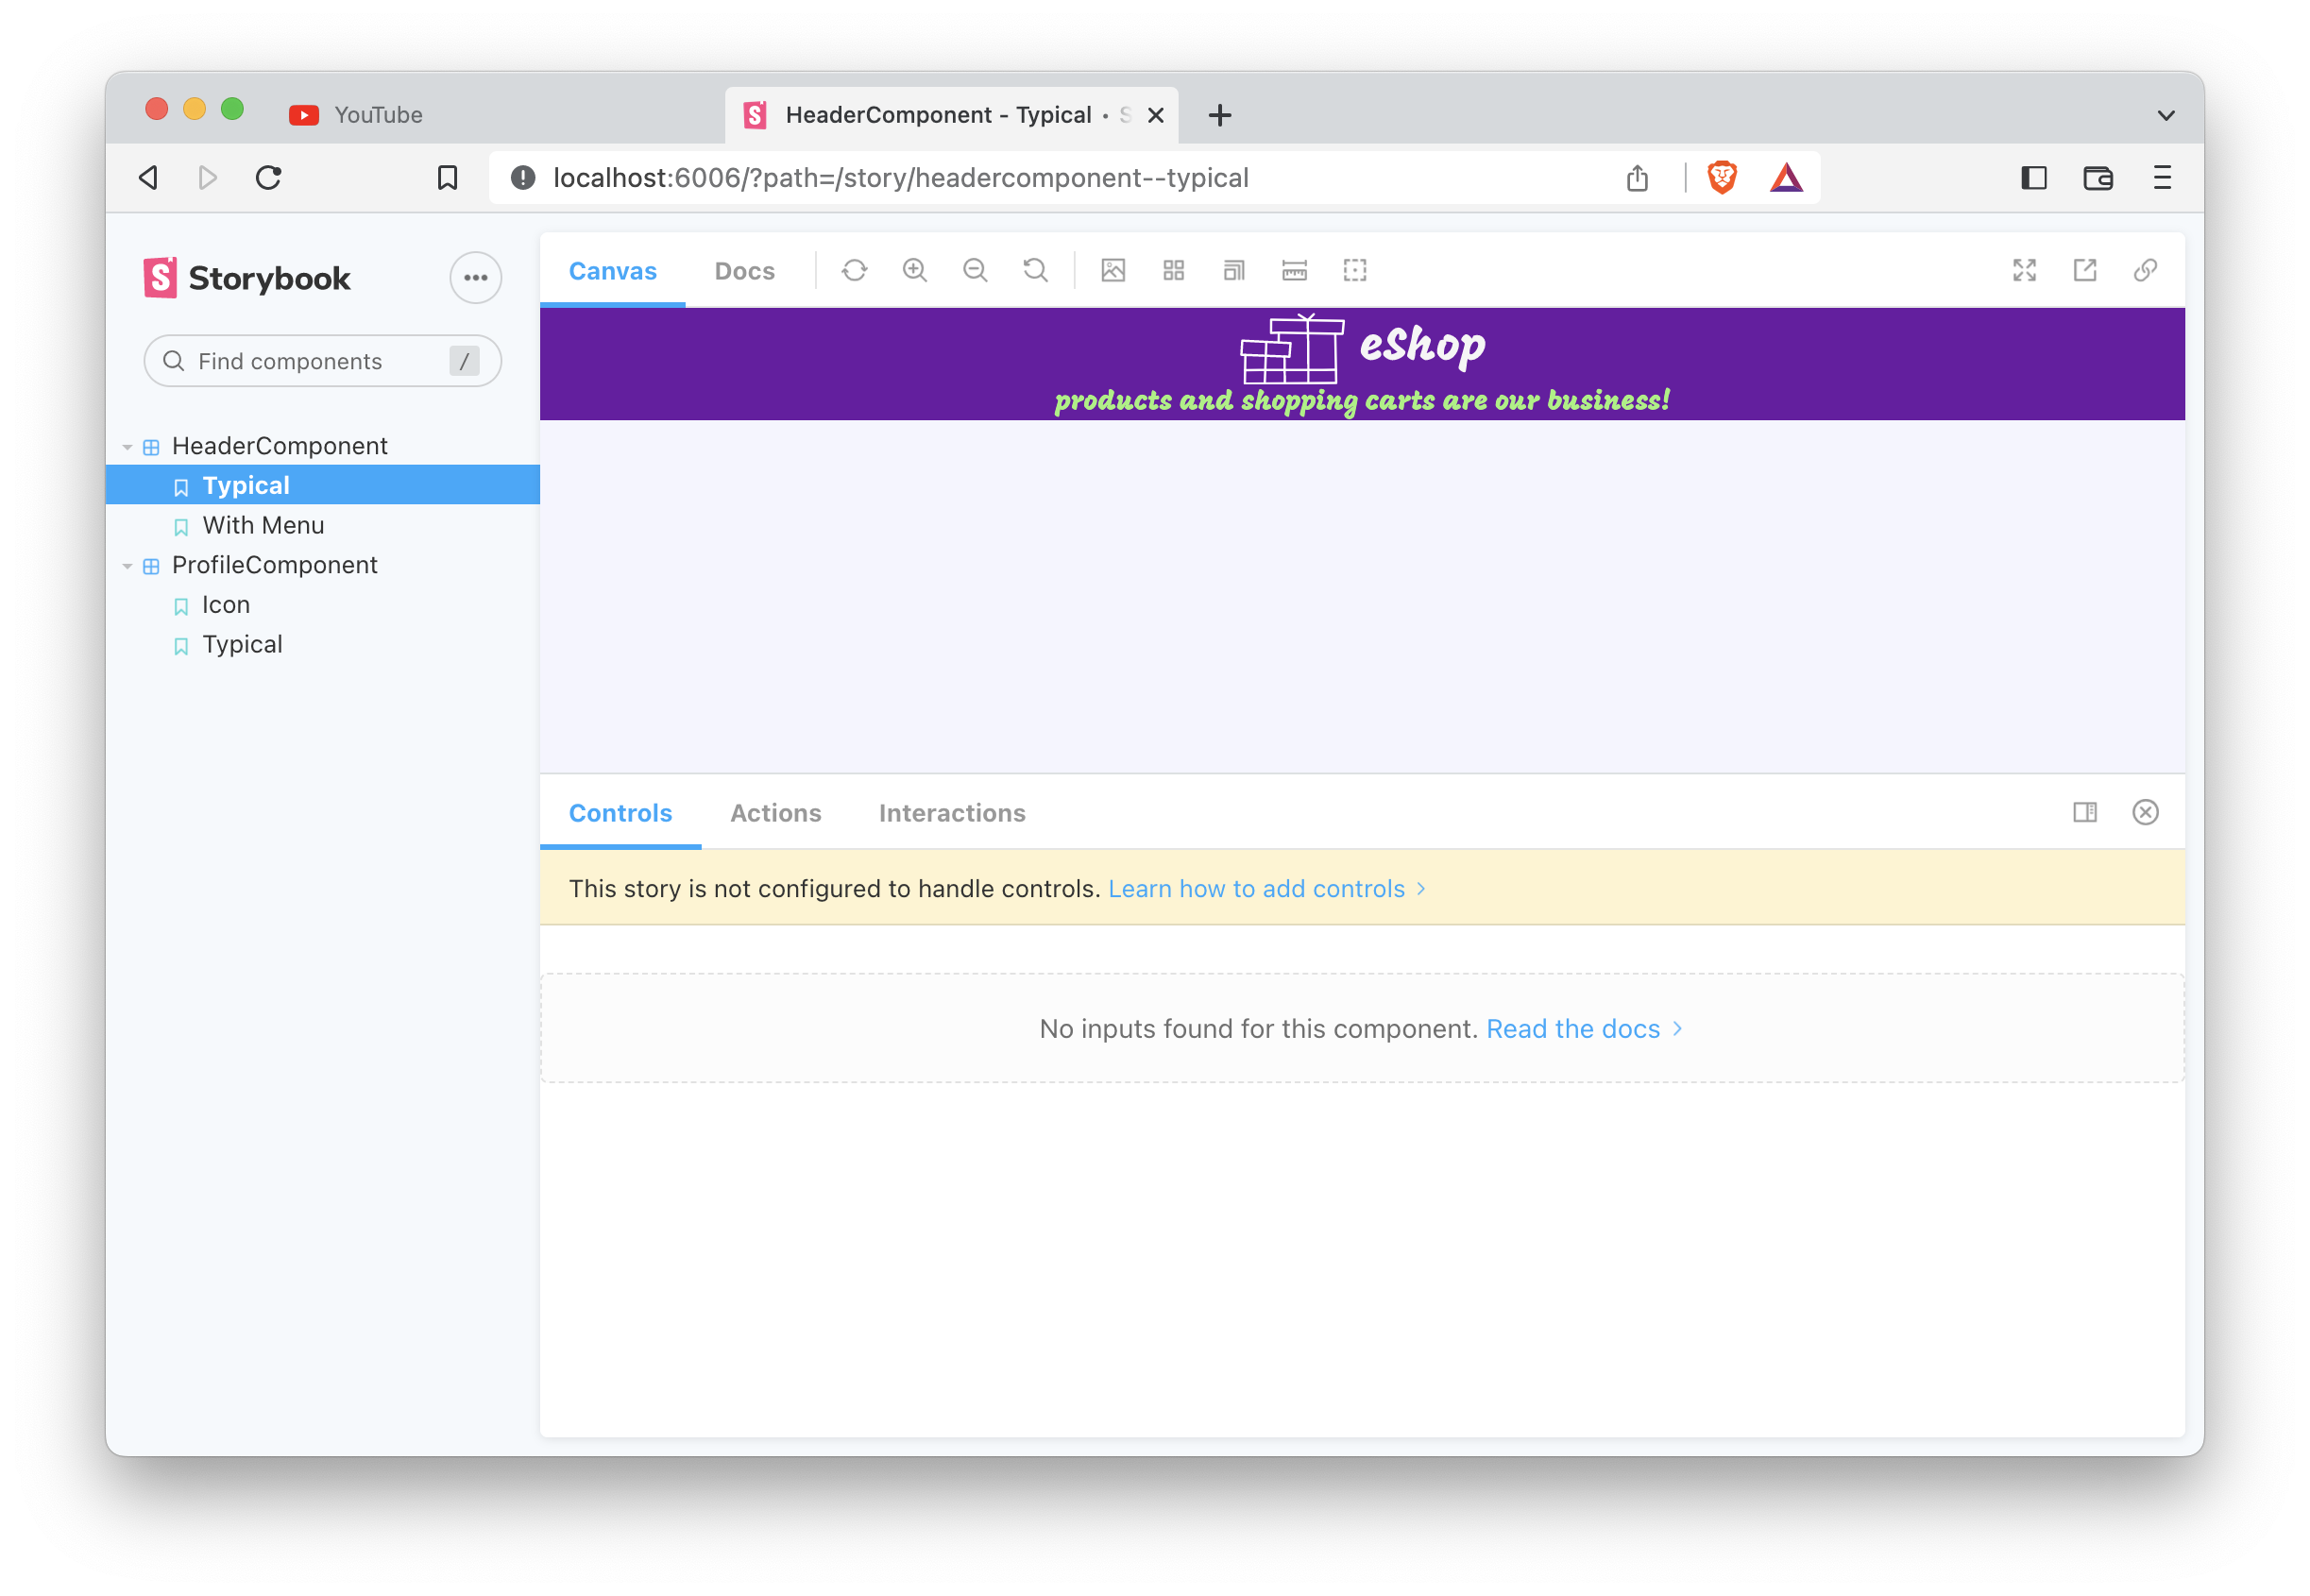 YouTube
HeaderComponent - Typical • S
localhost:6006/?path=/story/headercomponent--typical
Storybook
Find components /
HeaderComponent
Typical
With Menu
ProfileComponent
Icon
Typical
Canvas Docs
eShop
products and shopping carts are our business!
Controls Actions Interactions
This story is not configured to handle controls. Learn how to add controls >
No inputs found for this component. Read the docs >